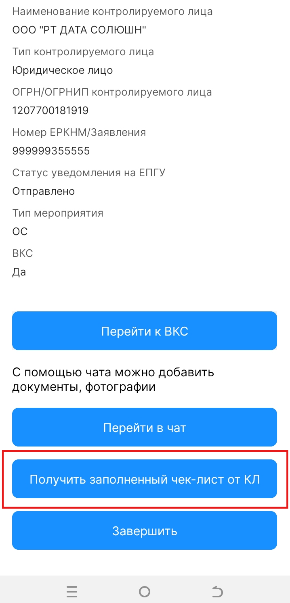 Наименование контролируемого лица
ООО "РТ ДАТА СОЛЮШН"
Тип контролируемого лица
Юридическое лицо
ОГРН/ОГРНИП контролируемого лица
1207700181919
Номер ЕРКНМ/Заявления
999999355555
Статус уведомления на ЕПГУ
Отправлено
Тип мероприятия
ОС
ВКС
Да
Перейти к ВКС
С помощью чата можно добавить
документы, фотографии
Перейти в чат
Получить заполненный чек-лист от КЛ
Завершить